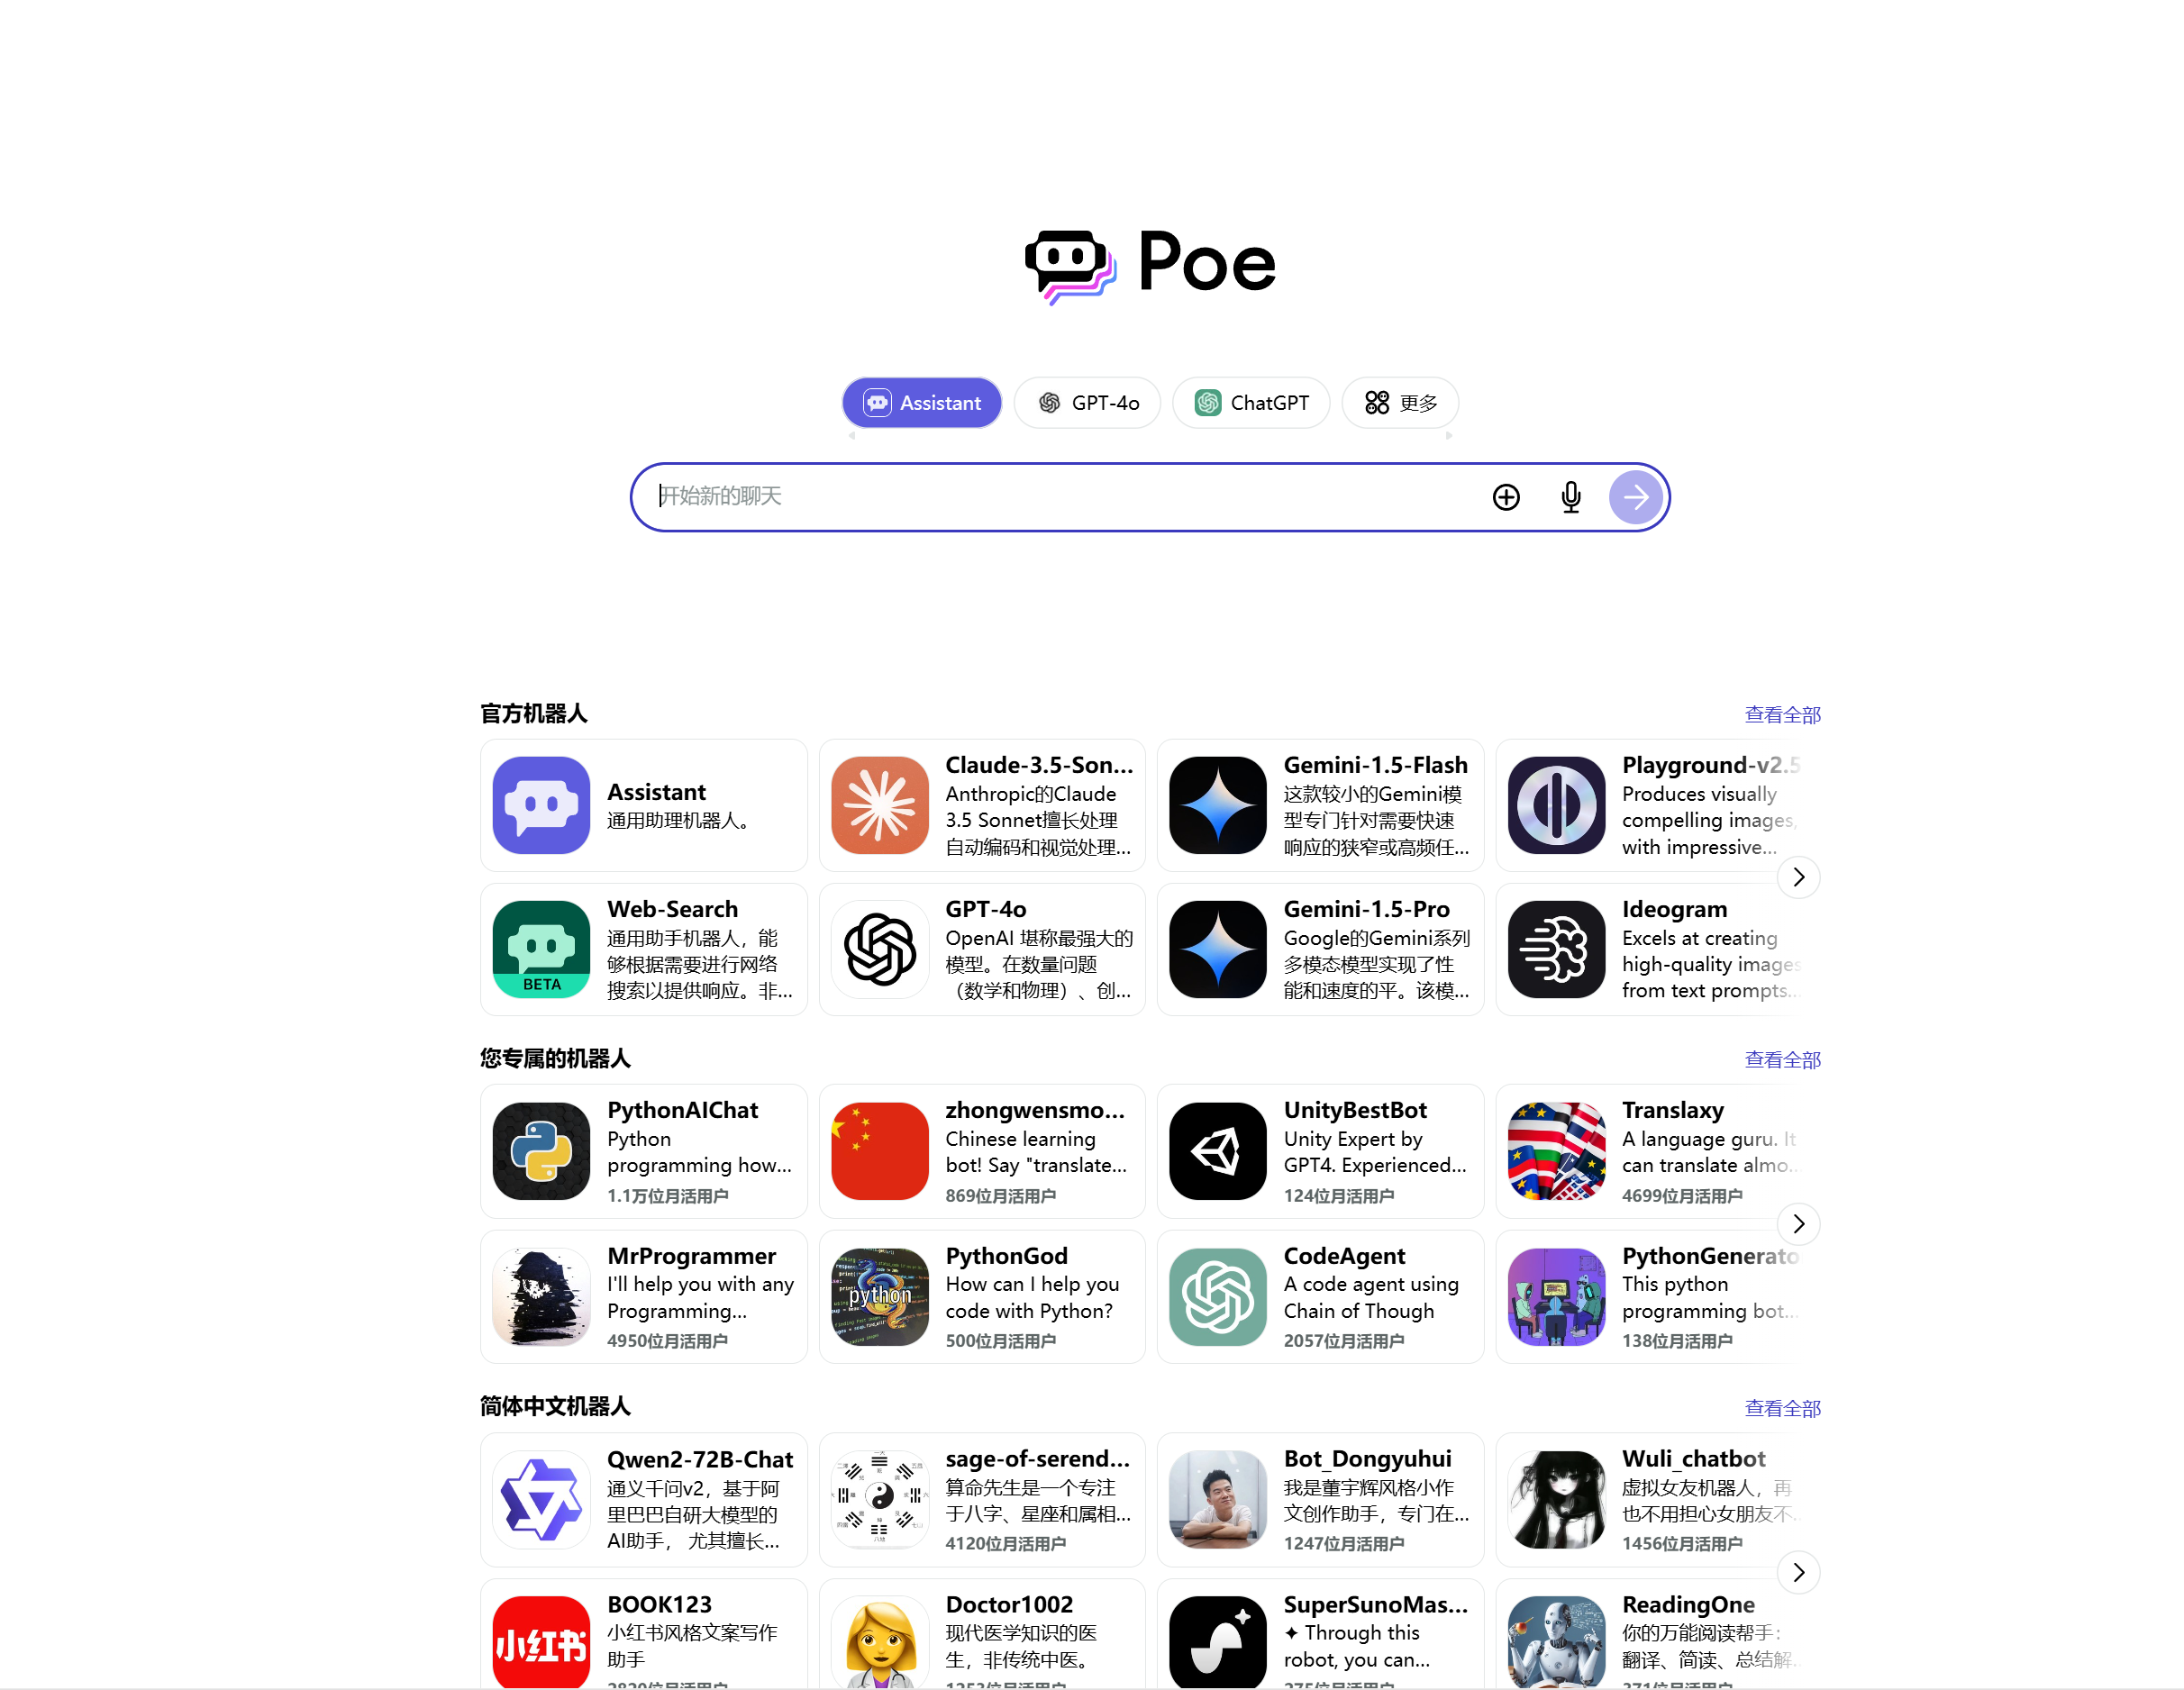 Poe
Assistant
GPT-4o
ChatGPT
更多
开始新的聊天
官方机器人
查看全部
Assistant
通用助理机器人。
Claude-3.5-Son...
Anthropic的Claude
3.5 Sonnet擅长处理
自动编码和视觉处理...
Gemini-1.5-Flash
这款较小的Gemini模
型专门针对需要快速
响应的狭窄或高频任...
Playground-v2.5
Produces visually
compelling images,
with impressive...
Web-Search
通用助手机器人，能
够根据需要进行网络
搜索以提供响应。非...
BETA
GPT-4o
OpenAI 堪称最强大的
模型。在数量问题
（数学和物理）、创...
Gemini-1.5-Pro
Google的Gemini系列
多模态模型实现了性
能和速度的平。该模...
Ideogram
Excels at creating
high-quality images
from text prompts...
您专属的机器人
查看全部
PythonAIChat
Python
programming how...
1.1万位月活用户
zhongwensmo...
Chinese learning
bot! Say "translate...
869位月活用户
UnityBestBot
Unity Expert by
GPT4. Experienced...
124位月活用户
Translaxy
A language guru. It
can translate almo...
4699位月活用户
MrProgrammer
I'll help you with any
Programming...
4950位月活用户
python
PythonGod
How can I help you
code with Python?
500位月活用户
CodeAgent
A code agent using
Chain of Though
2057位月活用户
PythonGenerato
This python
programming bot...
138位月活用户
简体中文机器人
查看全部
Qwen2-72B-Chat
通义千问v2，基于阿
里巴巴自研大模型的
AI助手， 尤其擅长...
sage-of-serend...
算命先生是一个专注
于八字、星座和属相...
4120位月活用户
Bot_Dongyuhui
我是董宇辉风格小作
文创作助手，专门在...
1247位月活用户
Wuli_chatbot
虚拟女友机器人，再
也不用担心女朋友不...
1456位月活用户
小红书
BOOK123
小红书风格文案写作
助手
Doctor1002
现代医学知识的医
生，非传统中医。
SuperSunoMas...
✦ Through this
robot, you can...
ReadingOne
你的万能阅读帮手：
翻译、简读、总结解...